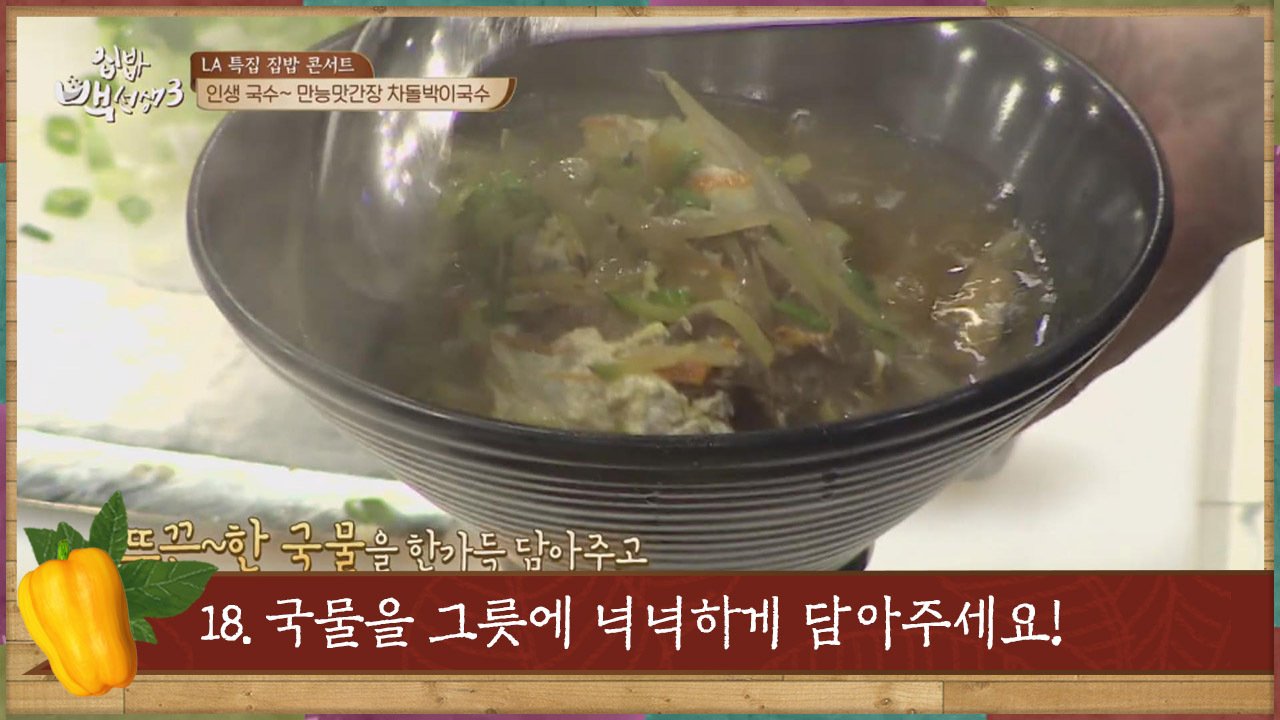 집밥
백선생3
LA 특집 집밥 콘서트
인생 국수~ 만능맛간장 차돌박이국수
뜨끈~한 국물을 한가득 담아주고
18. 국물을 그릇에 넉넉하게 담아주세요!